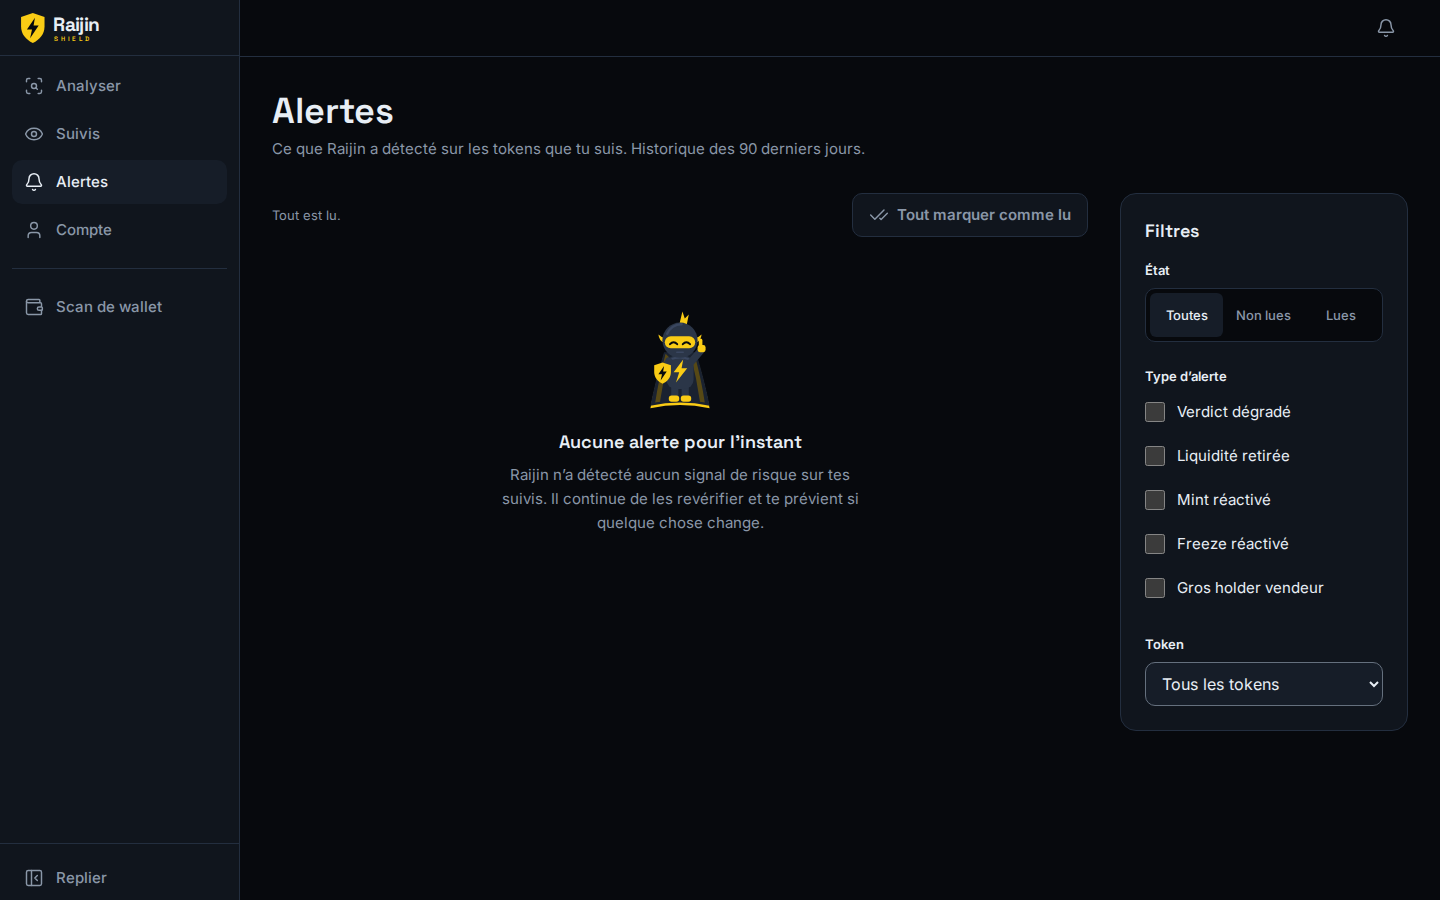 Raijin
SHIELD
Analyser
Suivis
Alertes
Compte
Scan de wallet
Replier
Alertes
Ce que Raijin a détecté sur les tokens que tu suis. Historique des 90 derniers jours.
Tout est lu.
Tout marquer comme lu
Aucune alerte pour l’instant
Raijin n’a détecté aucun signal de risque sur tes
suivis. Il continue de les revérifier et te prévient si
quelque chose change.
Filtres
État
Toutes
Non lues
Lues
Type d’alerte
Verdict dégradé
Liquidité retirée
Mint réactivé
Freeze réactivé
Gros holder vendeur
Token
Tous les tokens